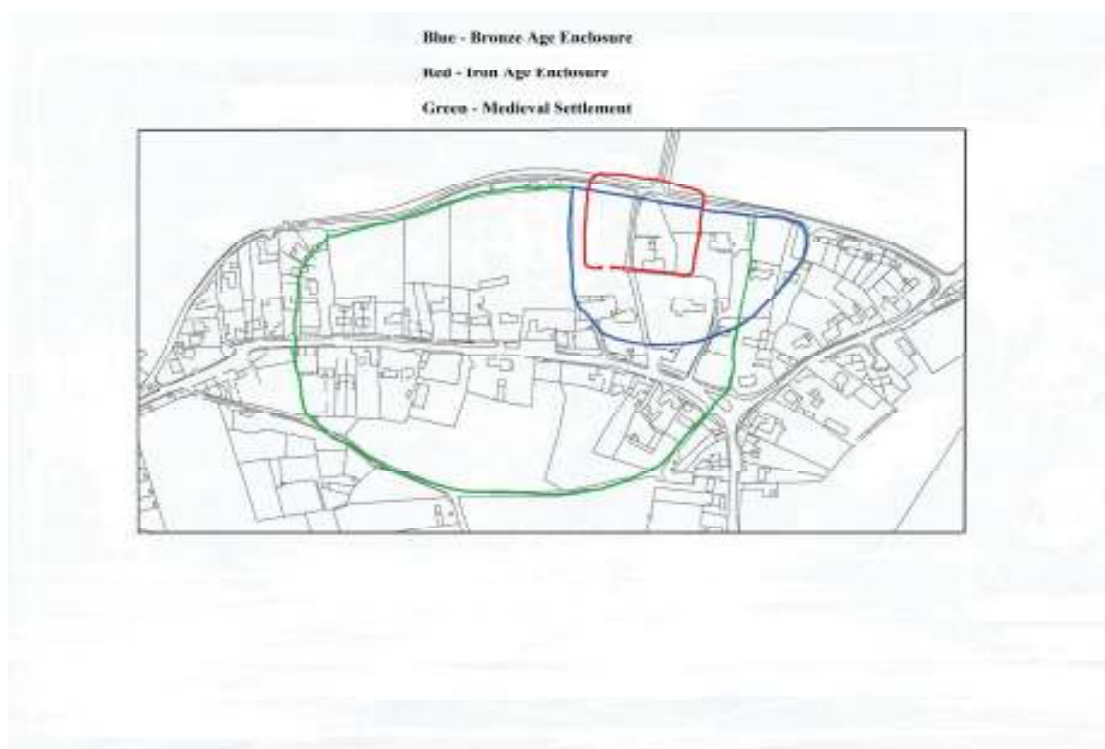 Blue - Bronze Age Enclosure
Red - Iron Age Enclosure
Green - Medieval Settlement